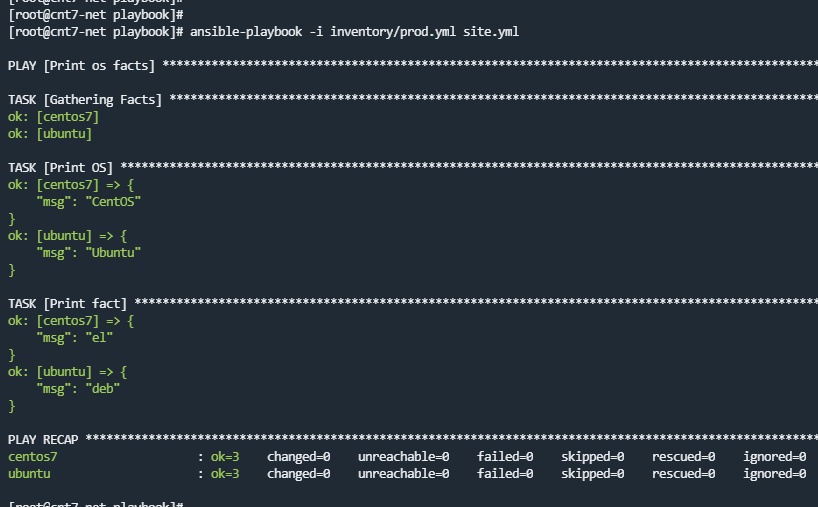 [root@cnt7-net playbook]#
[root@cnt7-net playbook]#
[root@cnt7-net playbook]# ansible-playbook -i inventory/prod.yml site.yml
PLAY [Print os facts] **********************************************************************************************
TASK [Gathering Facts] *********************************************************************************************
ok: [centos7]
ok: [ubuntu]
TASK [Print OS] ****************************************************************************************************
ok: [centos7] => {
    "msg": "CentOS"
}
ok: [ubuntu] => {
    "msg": "Ubuntu"
}
TASK [Print fact] **************************************************************************************************
ok: [centos7] => {
    "msg": "el"
}
ok: [ubuntu] => {
    "msg": "deb"
}
PLAY RECAP *********************************************************************************************************
centos7                    : ok=3    changed=0    unreachable=0    failed=0    skipped=0    rescued=0    ignored=0
ubuntu                     : ok=3    changed=0    unreachable=0    failed=0    skipped=0    rescued=0    ignored=0
[root@cnt7-net playbook]#